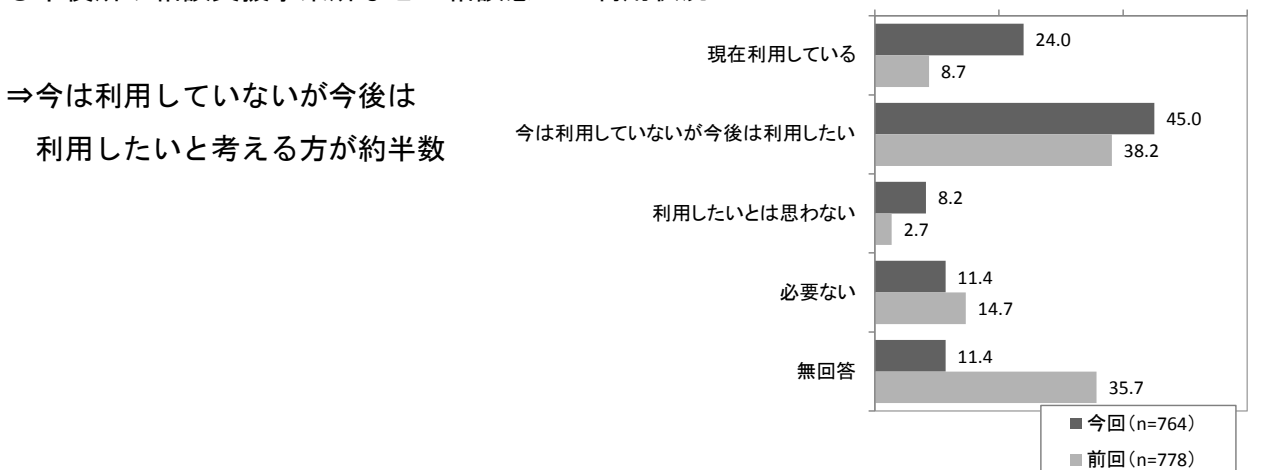 ⇒今は利用していないが今後は
利用したいと考える方が約半数
現在利用している
24.0
8.7
今は利用していないが今後は利用したい
45.0
38.2
利用したいとは思わない
8.2
2.7
必要ない
11.4
14.7
無回答
11.4
35.7
■今回（n=764）
■前回（n=778）